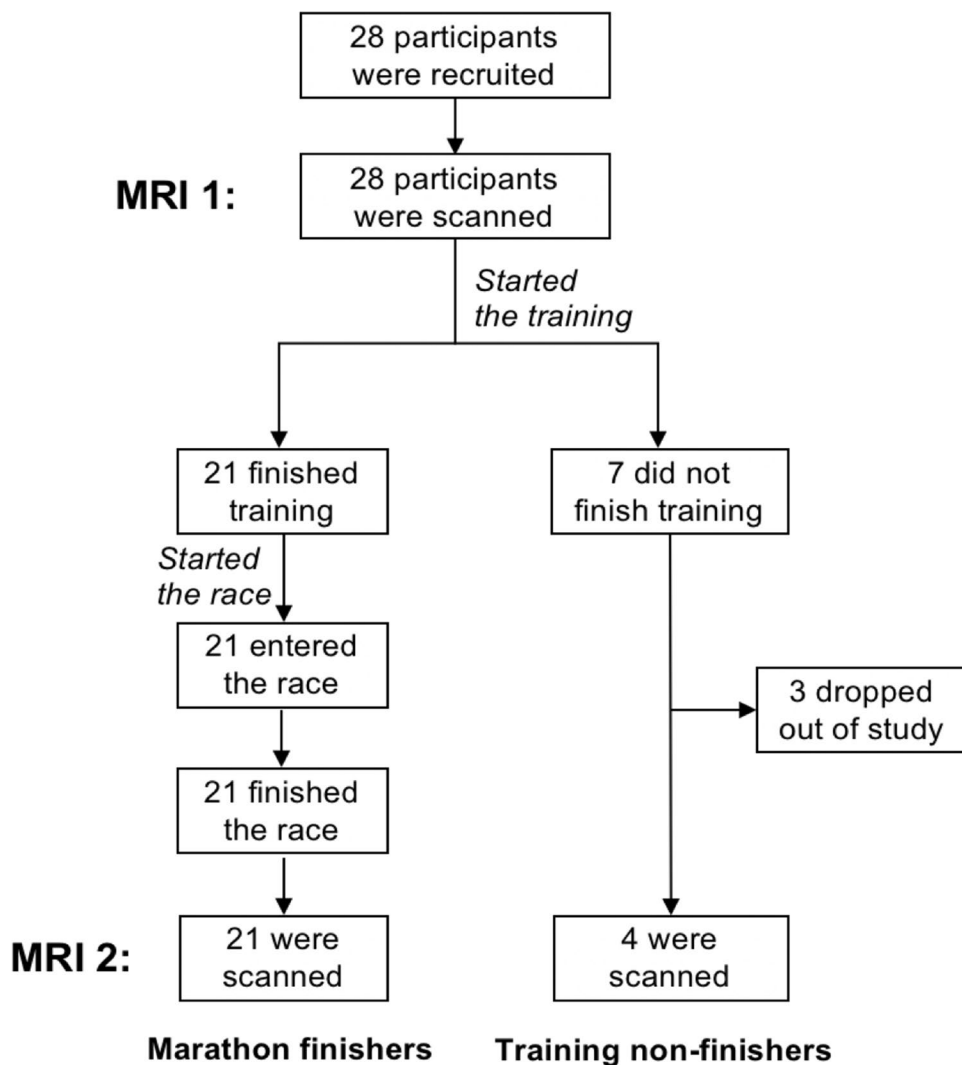 28 participants
were recruited
MRI 1:
28 participants
were scanned
Started
the training
21 finished
training
7 did not
finish training
Started
the race
21 entered
the race
3 dropped
out of study
21 finished
the race
MRI 2:
21 were
scanned
4 were
scanned
Marathon finishers
Training non-finishers